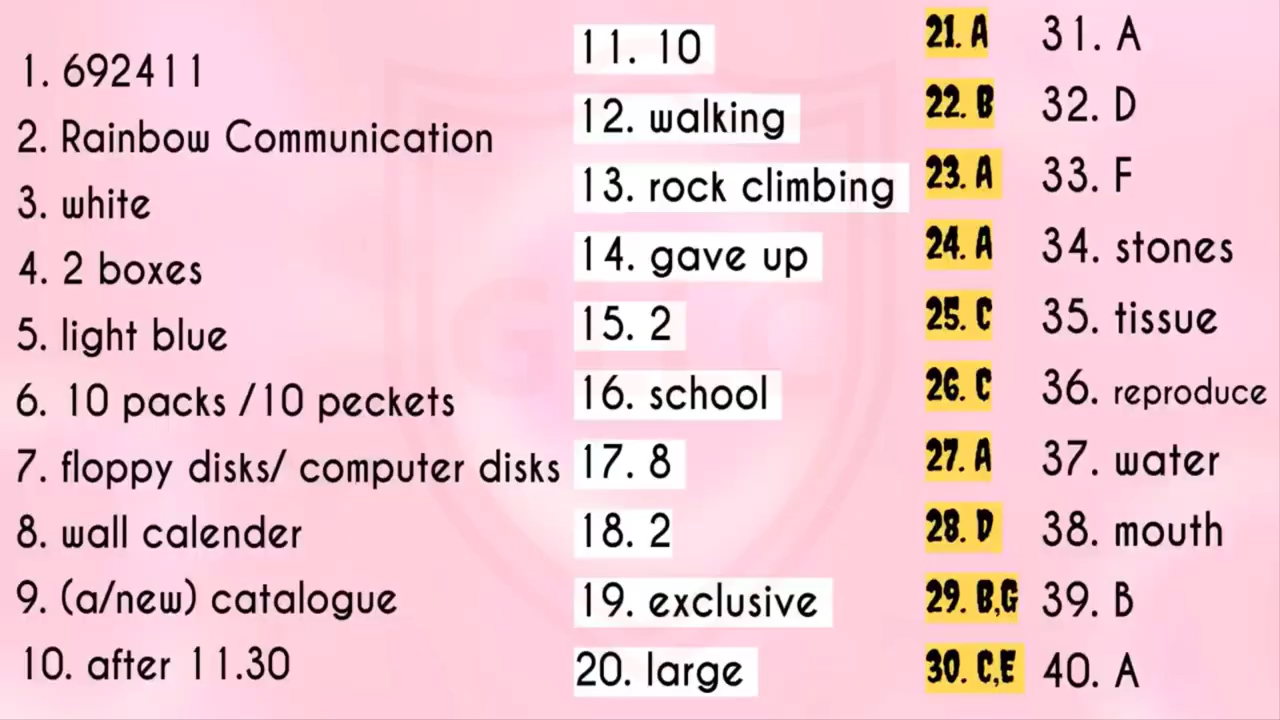 1. 692411
2. Rainbow Communication
3. white
4. 2 boxes
5. light blue
6. 10 packs /10 peckets
7. floppy disks/ computer disks
8. wall calender
9. (a/new) catalogue
10. after 11.30
11. 10
12. walking
13. rock climbing
14. gave up
15. 2
16. school
17. 8
18. 2
19. exclusive
20. large
21. A
22. B
23. A
24. A
25. C
26. C
27. A
28. D
29. B,G
30. C,E
31. A
32. D
33. F
34. stones
35. tissue
36. reproduce
37. water
38. mouth
39. B
40. A